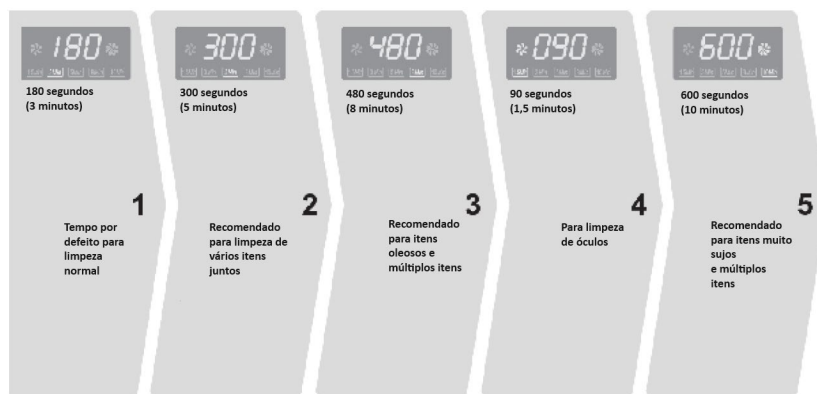 180
180 segundos
(3 minutos)
1
Tempo por
defeito para
limpeza
normal
300
300 segundos
(5 minutos)
2
Recomendado
para limpeza de
vários itens
juntos
480
480 segundos
(8 minutos)
3
Recomendado
para itens
oleosos e
múltiplos itens
090
90 segundos
(1,5 minutos)
4
Para limpeza
de óculos
600
600 segundos
(10 minutos)
5
Recomendado
para itens muito
sujos
e múltiplos
itens